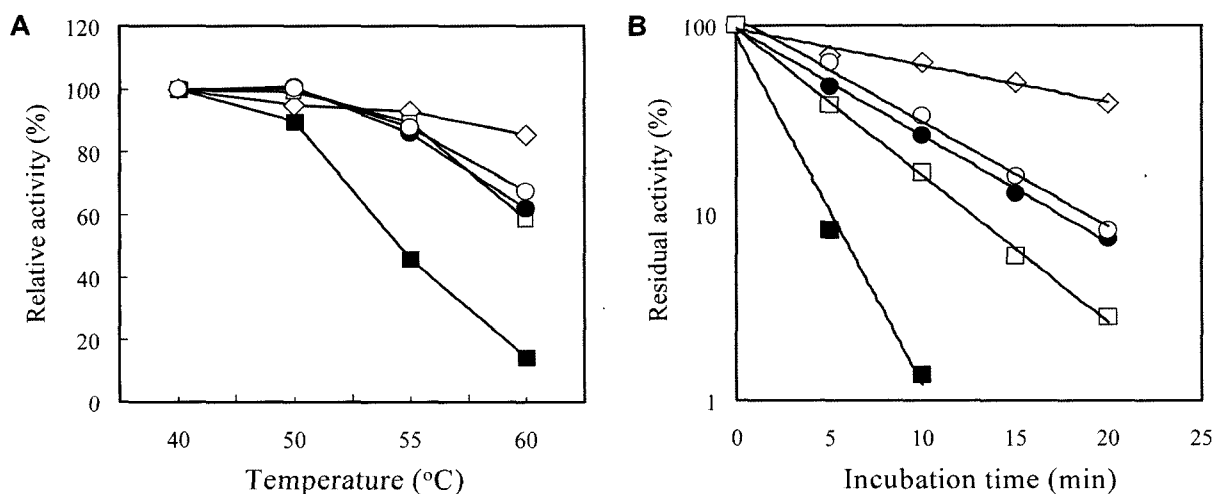 A
Relative activity (%)
120
100
80
60
40
20
0
40 50 55 60
Temperature (°C)
B
Residual activity (%)
100
10
1
0 5 10 15 20 25
Incubation time (min)